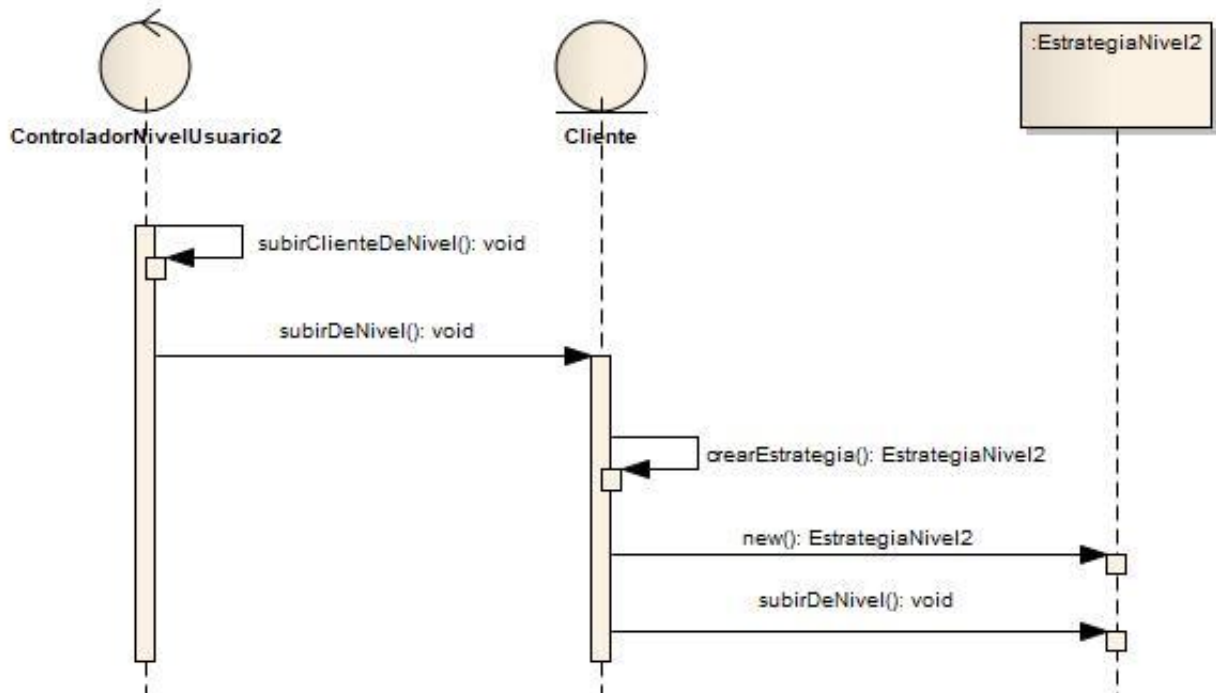 :EstrategiaNivel2
ControladorNivelUsuario2
Cliente
subirClienteDeNivel(): void
subirDeNivel(): void
crearEstrategia(): EstrategiaNivel2
new(): EstrategiaNivel2
subirDeNivel(): void